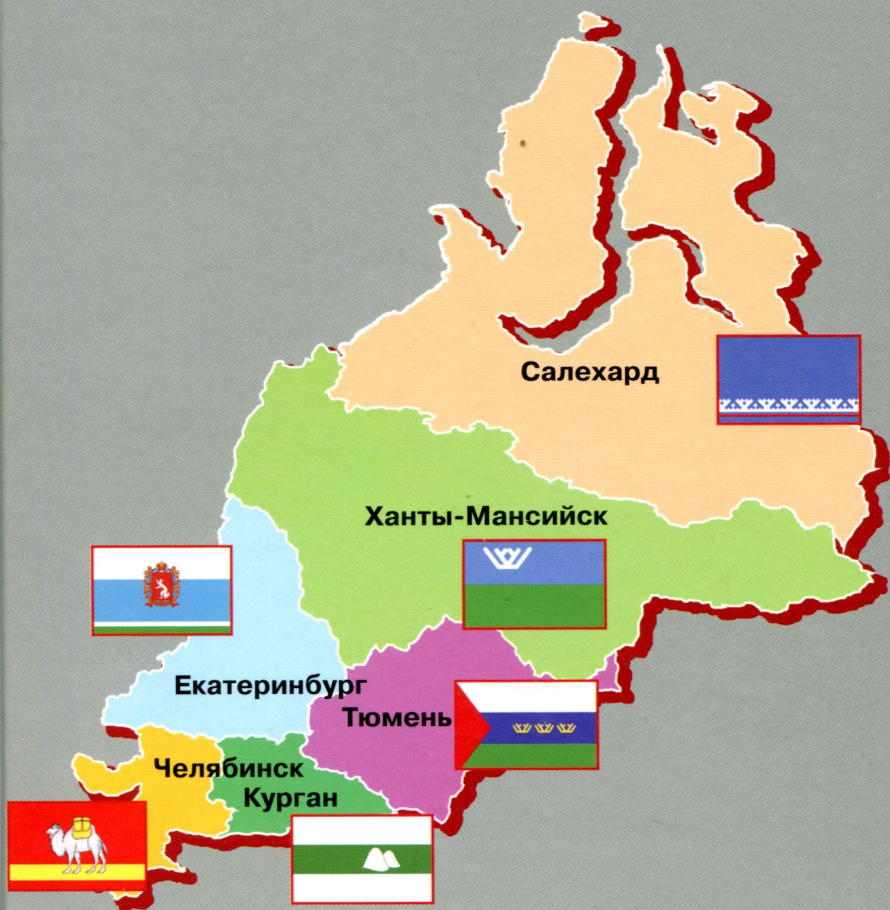 Салехард
Ханты-Мансийск
Екатеринбург
Тюмень
Челябинск
Курган